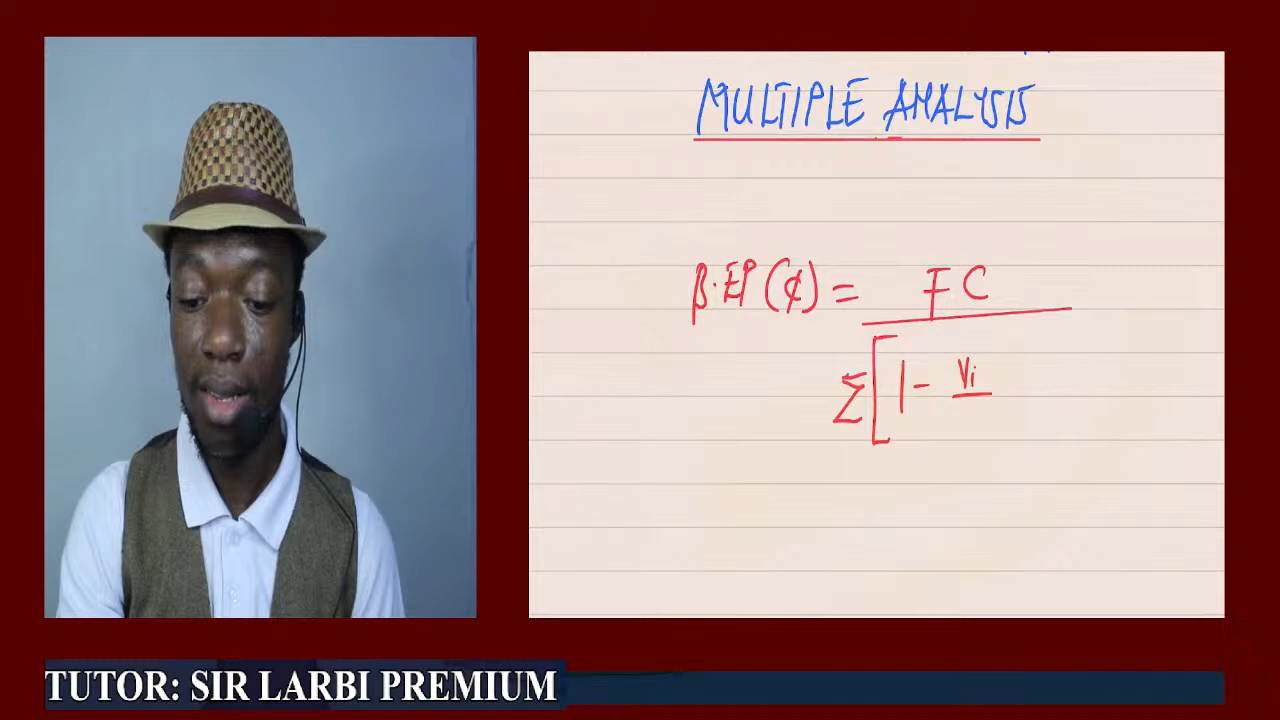 MULTIPLE ANALYSIS
B.EP (₵) = FC
Σ[1 - Vi
TUTOR: SIR LARBI PREMIUM